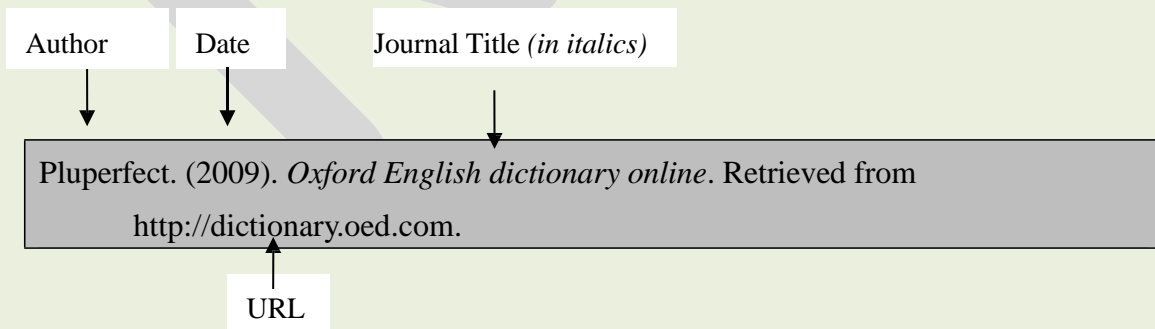 Author Date Journal Title (in italics)
Pluperfect. (2009). Oxford English dictionary online. Retrieved from
http://dictionary.oed.com.
URL